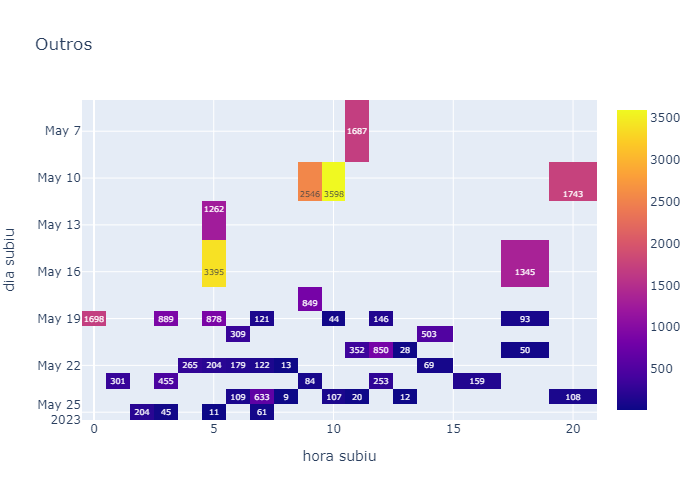 Outros
3500
3000
2500
2000
1500
1000
500
dia subiu
May 7
1687
May 10
2546 3598 1743
1262
May 13
May 16
3395 1345
849
May 19
1698 889 878 121 44 146 93
309 503
352 850 28 50
May 22
265 204 179 122 13 69
301 455 84 253 159
109 633 9 107 20 12 108
May 25
2023
204 45 11 61
0 5 10 15 20
hora subiu